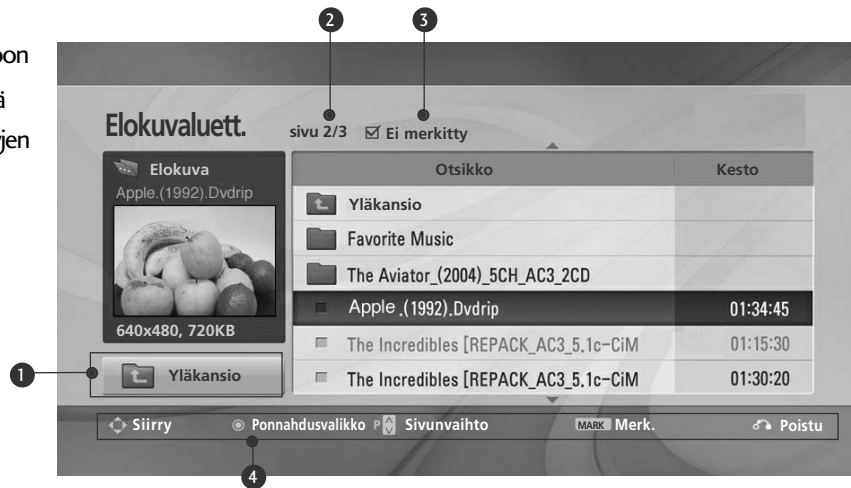 2 3
oon
ä
jen
Elokuvaluett. sivu 2/3 Ei merkitty
Elokuva
Apple.(1992).Dvdrip
640x480, 720KB
1 Yläkansio
Otsikko Kesto
Yläkansio
Favorite Music
The Aviator_(2004)_5CH_AC3_2CD
Apple .(1992).Dvdrip 01:34:45
The Incredibles [REPACK_AC3_5.1c-CiM 01:15:30
The Incredibles [REPACK_AC3_5.1c-CiM 01:30:20
Siirry Ponnahdusvalikko P Sivunvaihto MARK Merk. Poistu
4